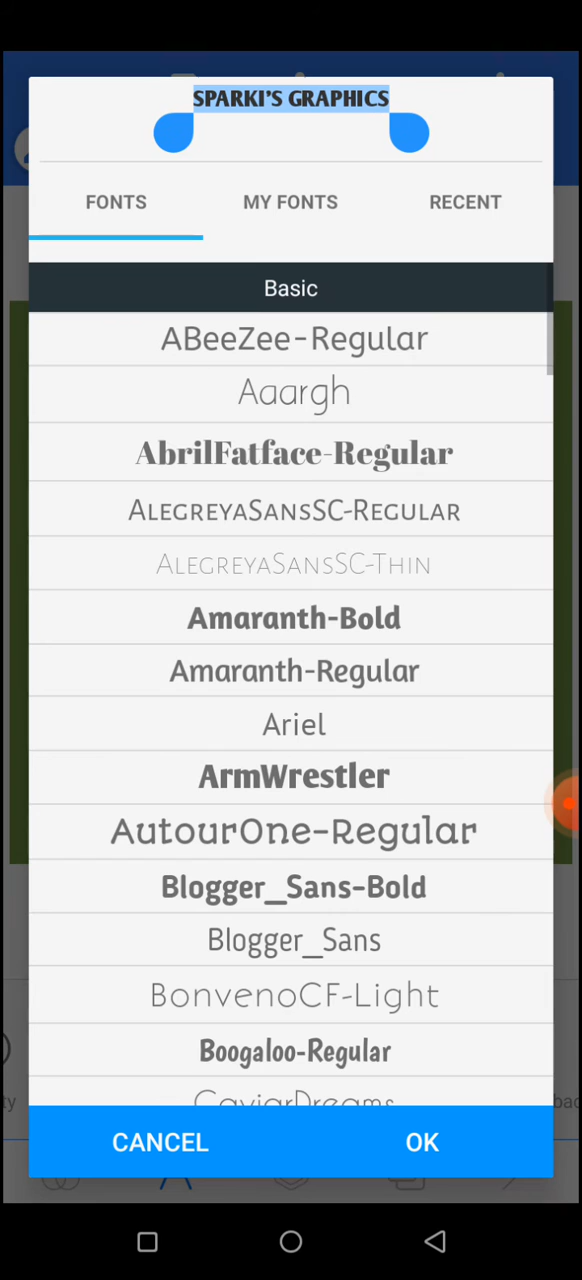 SPARKI'S GRAPHICS
FONTS
MY FONTS
RECENT
Basic
ABeeZee-Regular
Aaargh
AbrilFatface-Regular
AlegreyaSansSC-Regular
AlegreyaSansSC-Thin
Amaranth-Bold
Amaranth-Regular
Ariel
ArmWrestler
AutourOne-Regular
Blogger_Sans-Bold
Blogger_Sans
BonvenoCF-Light
Boogaloo-Regular
CaviarDreams
CANCEL
OK